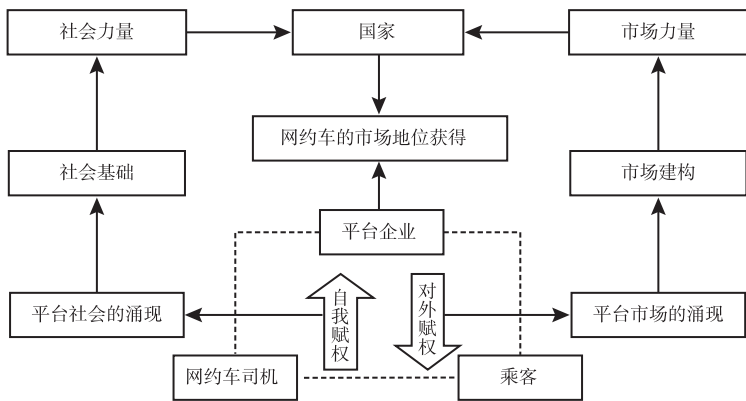 社会力量
国家
市场力量
网约车的市场地位获得
社会基础
市场建构
平台企业
平台社会的涌现
自我赋权
对外赋权
平台市场的涌现
网约车司机
乘客